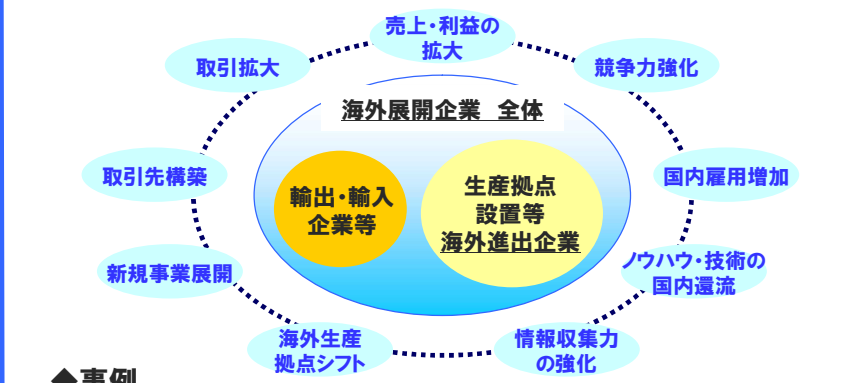 売上・利益の
拡大
取引拡大
競争力強化
海外展開企業　全体
取引先構築
国内雇用増加
輸出・輸入
企業等
生産拠点
設置等
海外進出企業
新規事業展開
ノウハウ・技術の
国内還流
海外生産
拠点シフト
情報収集力
の強化
◆事例